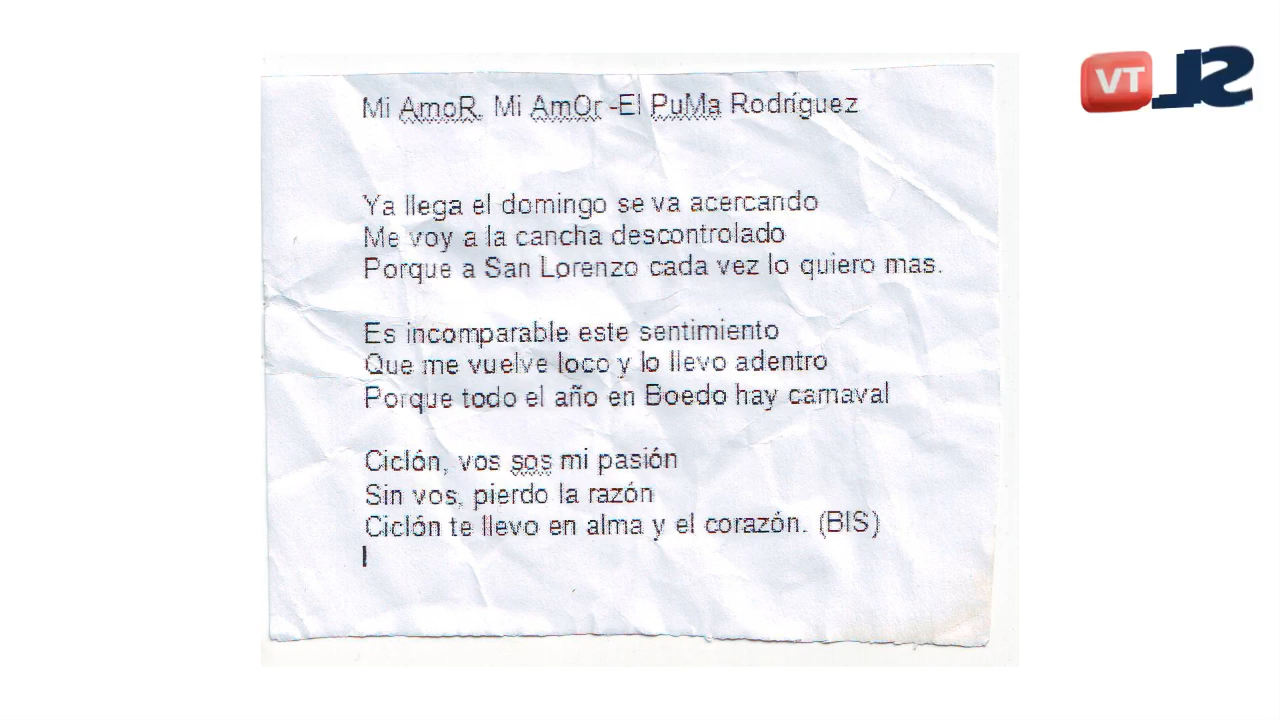 Mi AmoR, Mi AmOr -El PuMa Rodríguez
Ya llega el domingo se va acercando
Me voy a la cancha descontrolado
Porque a San Lorenzo cada vez lo quiero mas.
Es incomparable este sentimiento
Que me vuelve loco y lo llevo adentro
Porque todo el año en Boedo hay carnaval
Ciclón, vos sos mi pasión
Sin vos, pierdo la razón
Ciclón te llevo en alma y el corazón. (BIS)
VT